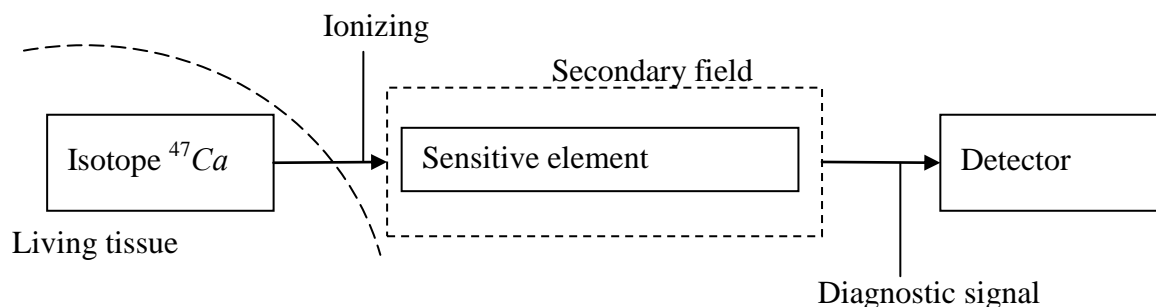 Ionizing
Secondary field
Isotope ⁴⁷Ca
Sensitive element
Detector
Living tissue
Diagnostic signal